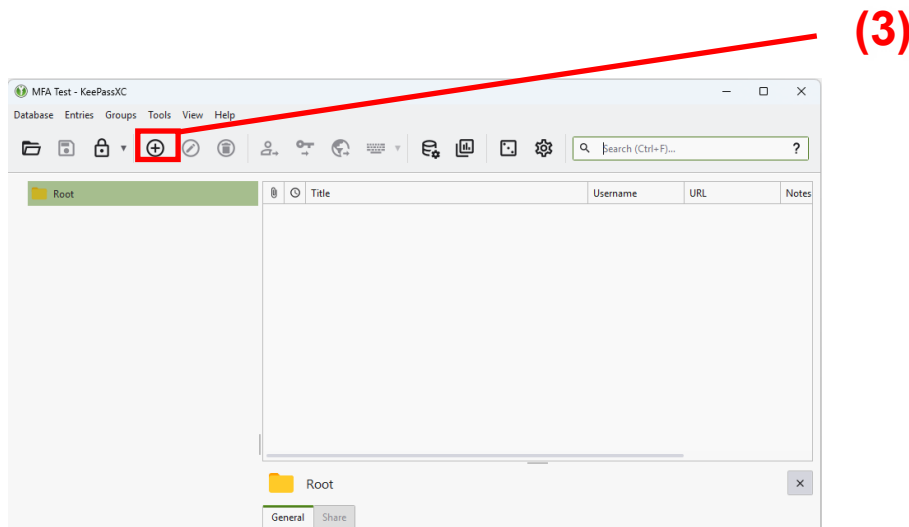 (3)
MFA Test - KeePassXC
Database Entries Groups Tools View Help
Search (Ctrl+F)... ?
Root
Title Username URL Notes
Root
General Share